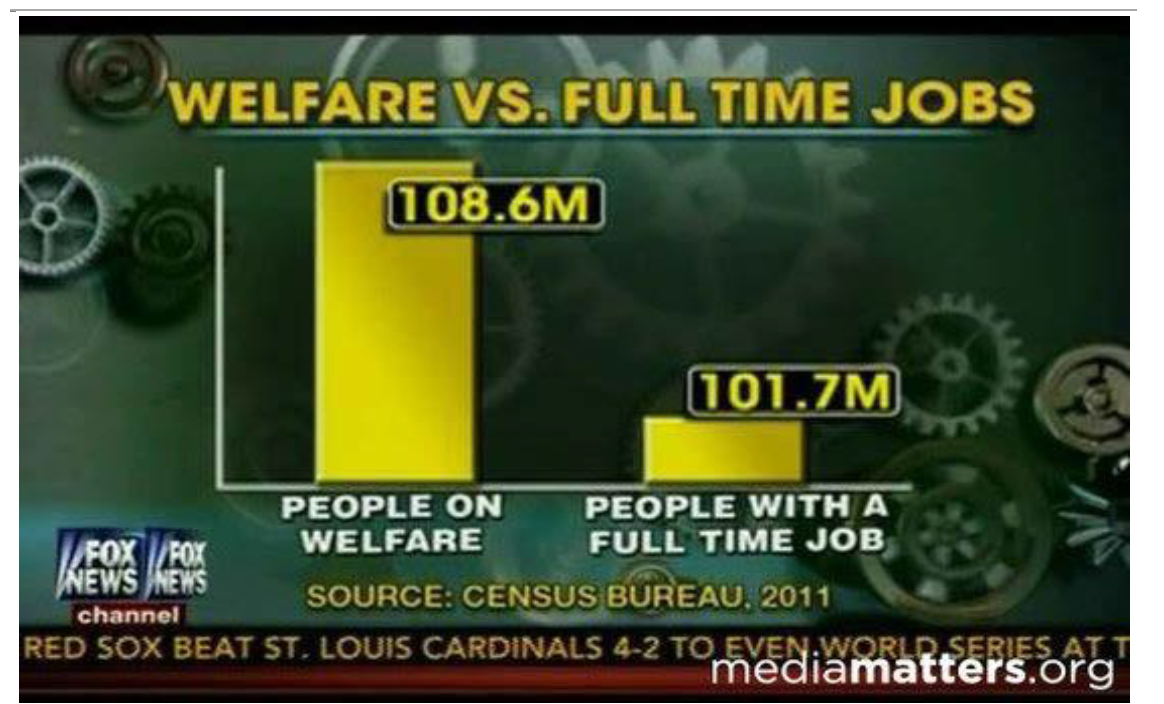 WELFARE VS. FULL TIME JOBS
108.6M
101.7M
PEOPLE ON
WELFARE
PEOPLE WITH A
FULL TIME JOB
FOX
NEWS
FOX
NEWS
channel
SOURCE: CENSUS BUREAU, 2011
RED SOX BEAT ST. LOUIS CARDINALS 4-2 TO EVEN WORLD SERIES AT T
mediamatters.org